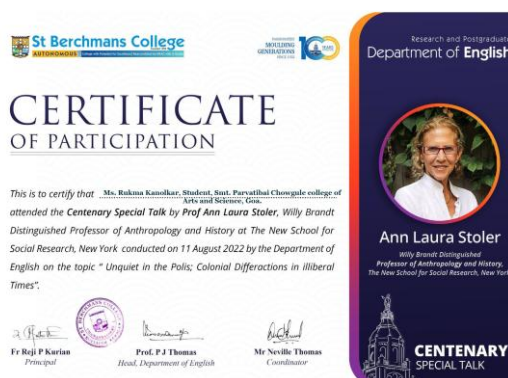 St Berchmans College
AUTONOMOUS
MOULDING
GENERATIONS
100
CERTIFICATE
OF PARTICIPATION
This is to certify that Ms. Rukma Kanolkar, Student, Smt. Parvatibai Chowgule college of
Arts and Science, Goa.
attended the Centenary Special Talk by Prof Ann Laura Stoler, Willy Brandt
Distinguished Professor of Anthropology and History at The New School for
Social Research, New York conducted on 11 August 2022 by the Department of
English on the topic " Unquiet in the Polis; Colonial Differactions in illiberal
Times".
Fr Reji P Kurian
Principal
Prof. P J Thomas
Head, Department of English
Mr Neville Thomas
Coordinator
Research and Postgraduate
Department of English
Ann Laura Stoler
Willy Brandt Distinguished
Professor of Anthropology and History,
The New School for Social Research, New York
CENTENARY
SPECIAL TALK